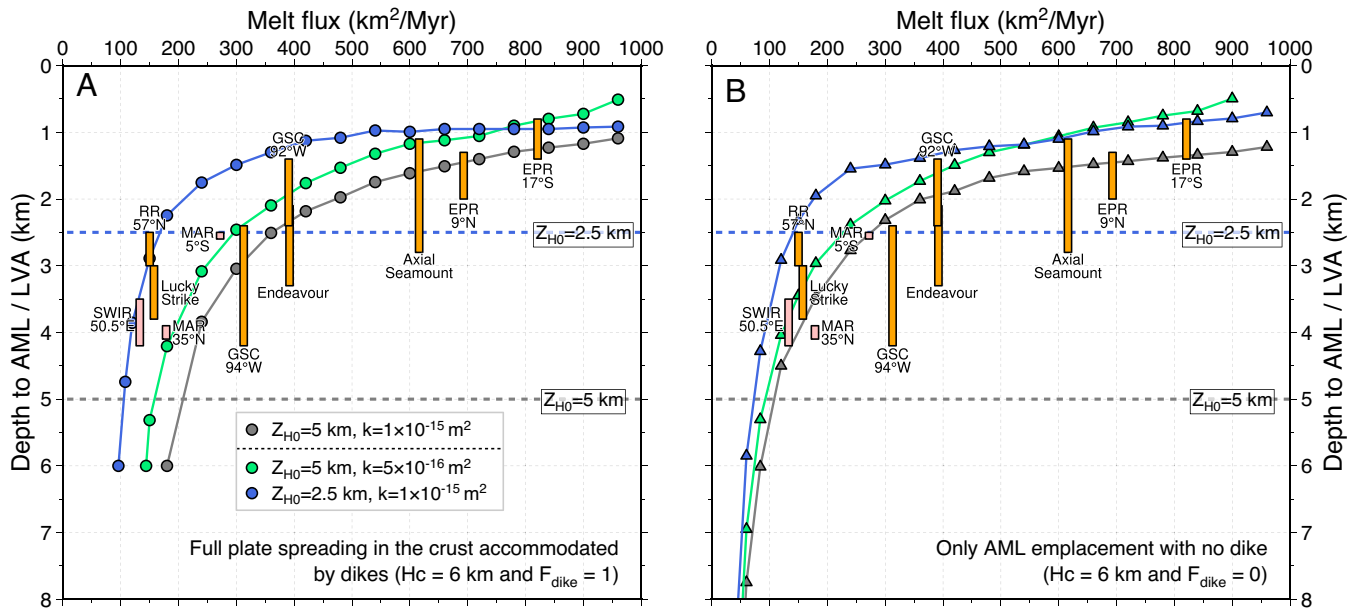 Melt flux (km²/Myr)
0 100 200 300 400 500 600 700 800 900 1000
Depth to AML / LVA (km)
0
1
2
3
4
5
6
7
8
A
GSC
92°W
RR
57°N
MAR
5°S
EPR
9°N
EPR
17°S
Z_H0=2.5 km
Axial
Seamount
Lucky
Strike
Endeavour
SWIR
50.5°E
MAR
35°N
GSC
94°W
Z_H0=5 km
Z_H0=5 km, k=1×10⁻¹⁵ m²
Z_H0=5 km, k=5×10⁻¹⁶ m²
Z_H0=2.5 km, k=1×10⁻¹⁵ m²
Full plate spreading in the crust accommodated
by dikes (Hc = 6 km and F_dike = 1)
Melt flux (km²/Myr)
0 100 200 300 400 500 600 700 800 900 1000
B
GSC
92°W
RR
57°N
MAR
5°S
EPR
9°N
EPR
17°S
Z_H0=2.5 km
Axial
Seamount
Lucky
Strike
Endeavour
SWIR
50.5°E
MAR
35°N
GSC
94°W
Z_H0=5 km
Only AML emplacement with no dike
(Hc = 6 km and F_dike = 0)
0
1
2
3
4
5
6
7
8
Depth to AML / LVA (km)